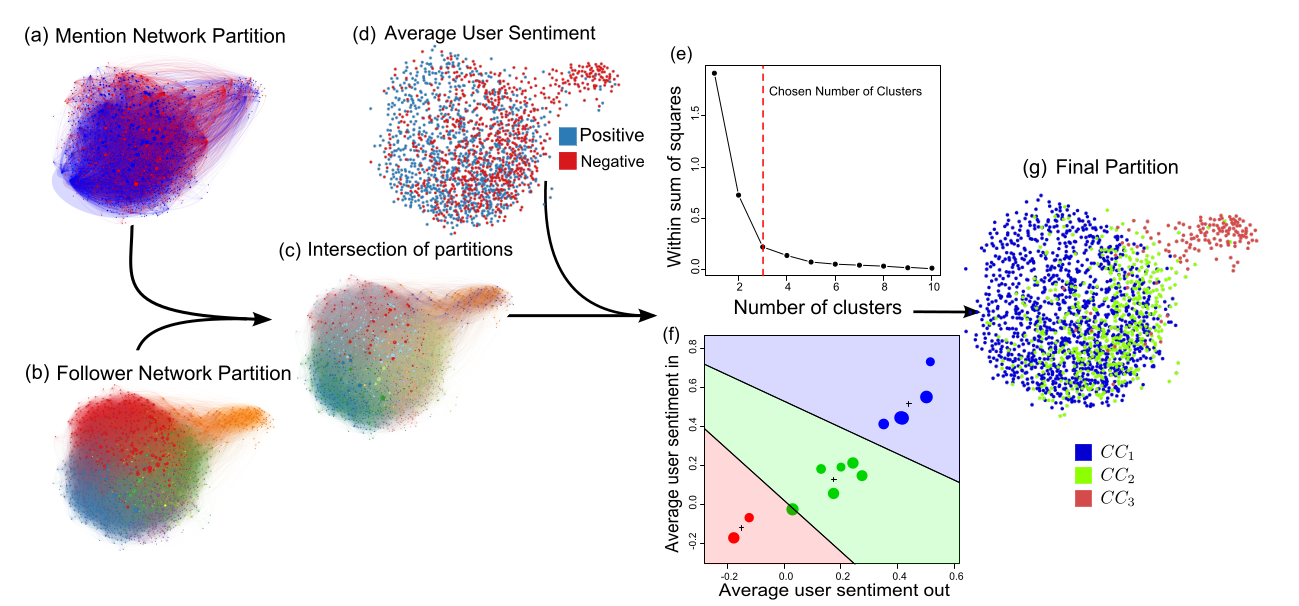 (a) Mention Network Partition
(d) Average User Sentiment
Positive
Negative
(e)
Within sum of squares
0.0 0.5 1.0 1.5
Chosen Number of Clusters
2 4 6 8 10
Number of clusters
(c) Intersection of partitions
(b) Follower Network Partition
(f)
Average user sentiment in
-0.2 0.0 0.2 0.4 0.6 0.8
-0.2 0.0 0.2 0.4 0.6
Average user sentiment out
(g) Final Partition
CC₁
CC₂
CC₃